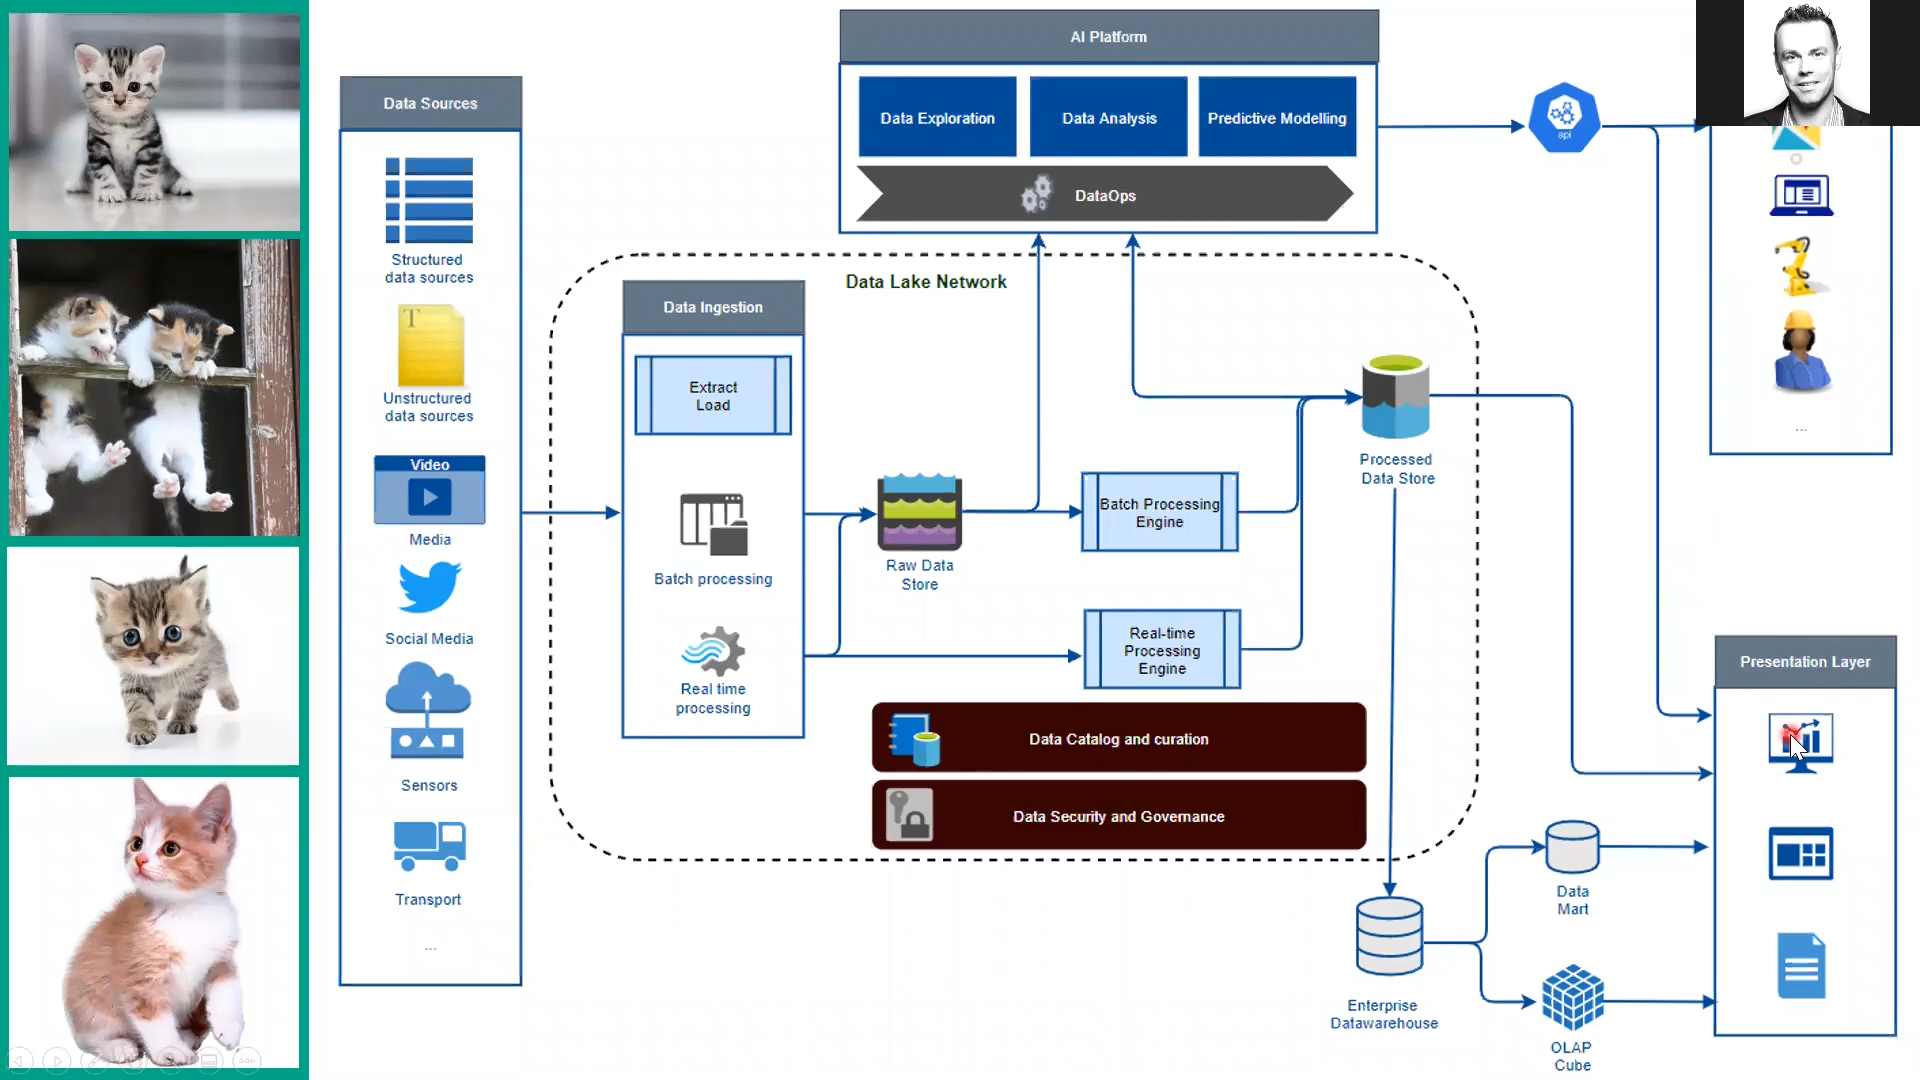 AI Platform
Data Exploration
Data Analysis
Predictive Modelling
DataOps
api
Data Sources
Structured
data sources
T
Unstructured
data sources
Video
Media
Social Media
Sensors
Transport
...
Data Lake Network
Data Ingestion
Extract
Load
Batch processing
Real time
processing
Raw Data
Store
Batch Processing
Engine
Real-time
Processing
Engine
Processed
Data Store
Data Catalog and curation
Data Security and Governance
...
Presentation Layer
Data
Mart
Enterprise
Datawarehouse
OLAP
Cube